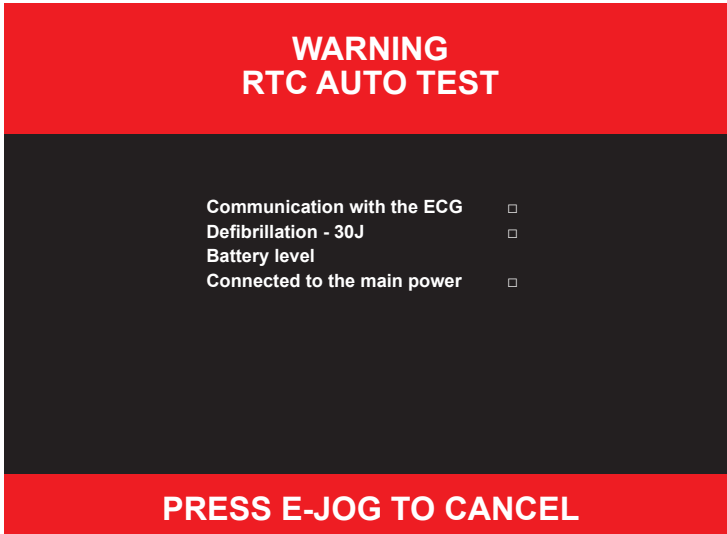 WARNING
RTC AUTO TEST
Communication with the ECG □
Defibrillation - 30J □
Battery level
Connected to the main power □
PRESS E-JOG TO CANCEL